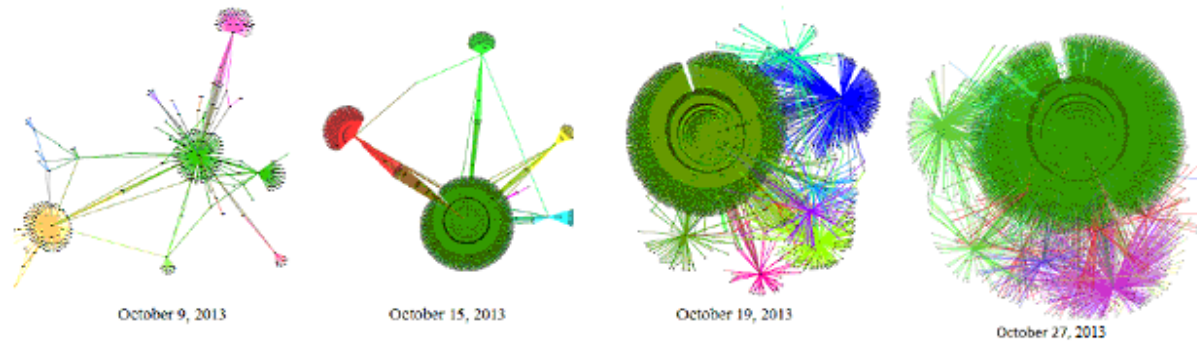 October 9, 2013
October 15, 2013
October 19, 2013
October 27, 2013